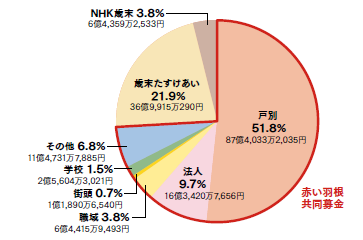 NHK歳末 3.8%
6億4,359万2,533円
歳末たすけあい
21.9%
36億9,915万290円
戸別
51.8%
87億4,033万2,035円
その他 6.8%
11億4,731万7,885円
学校 1.5%
2億5,604万3,021円
街頭 0.7%
1億1,890万6,540円
職域 3.8%
6億4,415万9,493円
法人
9.7%
16億3,420万7,656円
赤い羽根
共同募金